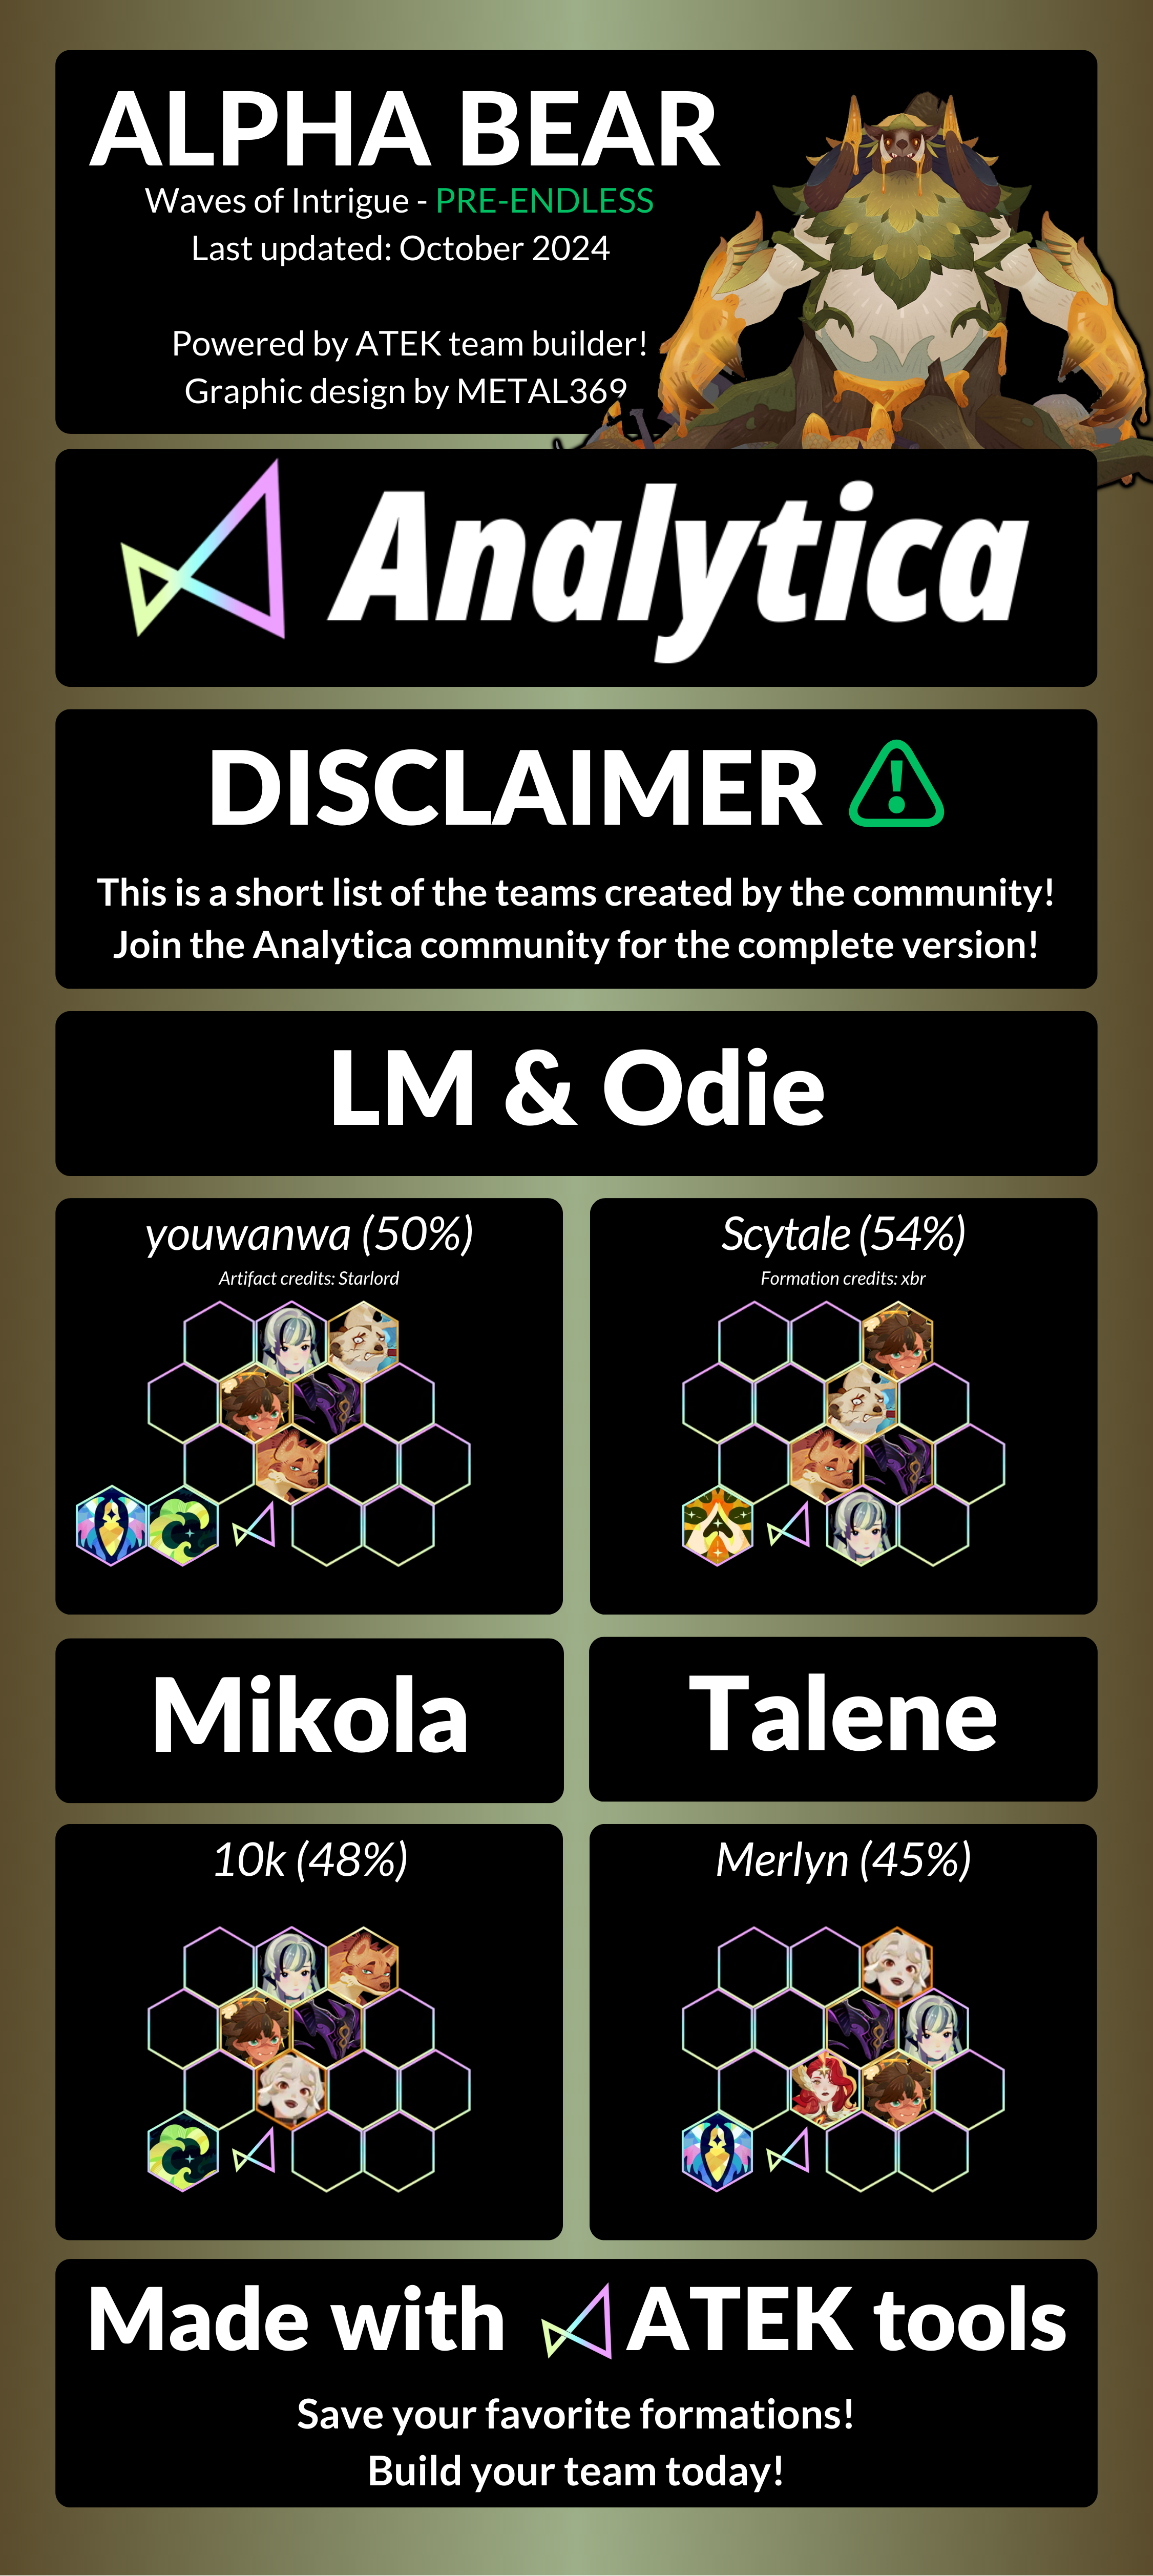 ALPHA BEAR
Waves of Intrigue - PRE-ENDLESS
Last updated: October 2024
Powered by ATEK team builder!
Graphic design by METAL369
Analytica
DISCLAIMER
This is a short list of the teams created by the community!
Join the Analytica community for the complete version!
LM & Odie
youwanwa (50%)
Artifact credits: Starlord
Scytale (54%)
Formation credits: xbr
Mikola
Talene
10k (48%)
Merlyn (45%)
Made with ATEK tools
Save your favorite formations!
Build your team today!